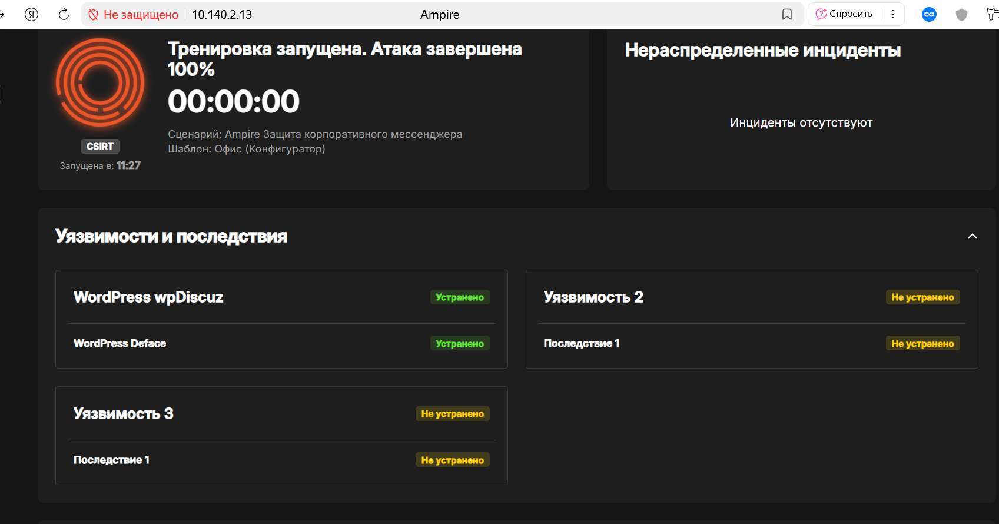 Не защищено
10.140.2.13
Ampire
Спросить
Тренировка запущена. Атака завершена
100%
00:00:00
Сценарий: Ampire Защита корпоративного мессенджера
Шаблон: Офис (Конфигуратор)
CSIRT
Запущена в: 11:27
Нераспределенные инциденты
Инциденты отсутствуют
Уязвимости и последствия
WordPress wpDiscuz
Устранено
WordPress Deface
Устранено
Уязвимость 2
Не устранено
Последствие 1
Не устранено
Уязвимость 3
Не устранено
Последствие 1
Не устранено